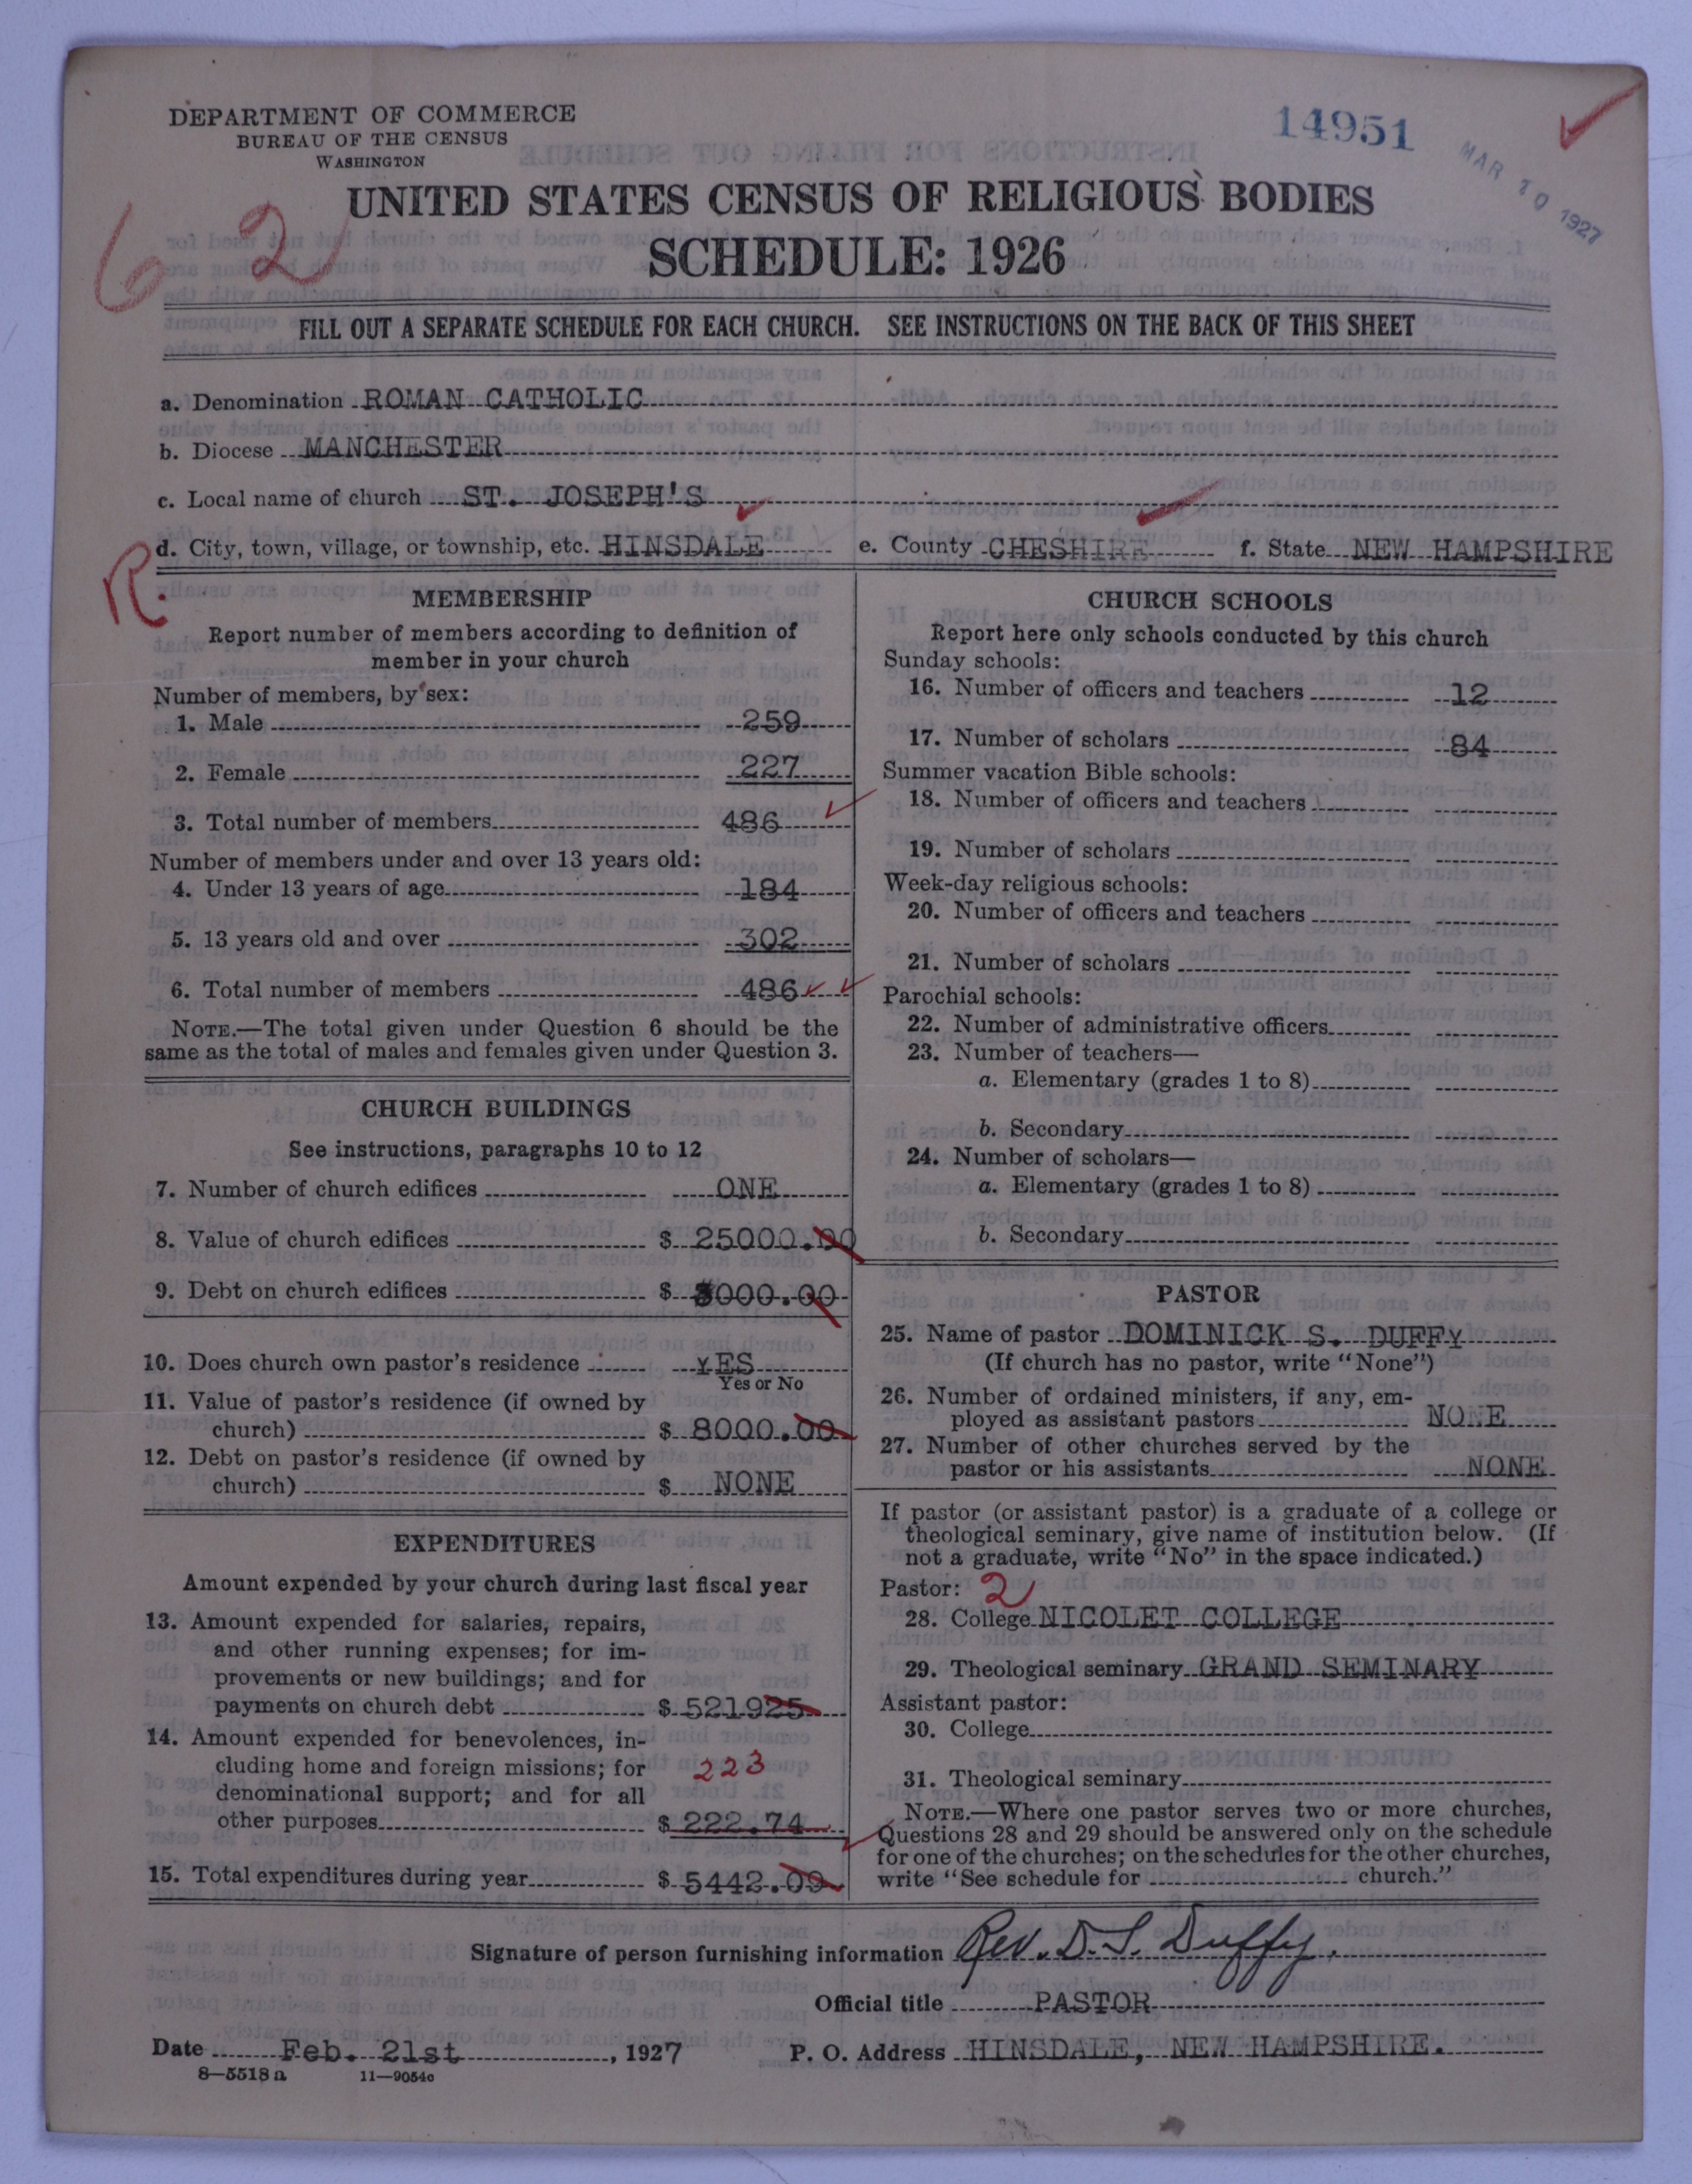 DEPARTMENT OF COMMERCE
BUREAU OF THE CENSUS
WASHINGTON
14951
MAR 10 1927
62
UNITED STATES CENSUS OF RELIGIOUS BODIES
SCHEDULE: 1926
FILL OUT A SEPARATE SCHEDULE FOR EACH CHURCH. SEE INSTRUCTIONS ON THE BACK OF THIS SHEET
a. Denomination ROMAN CATHOLIC
b. Diocese MANCHESTER
c. Local name of church ST. JOSEPH'S
d. City, town, village, or township, etc. HINSDALE e. County CHESHIRE f. State NEW HAMPSHIRE
R.
MEMBERSHIP
Report number of members according to definition of
member in your church
Number of members, by sex:
1. Male 259
2. Female 227
3. Total number of members 486
Number of members under and over 13 years old:
4. Under 13 years of age 184
5. 13 years old and over 302
6. Total number of members 486
NOTE.—The total given under Question 6 should be the
same as the total of males and females given under Question 3.
CHURCH BUILDINGS
See instructions, paragraphs 10 to 12
7. Number of church edifices ONE
8. Value of church edifices $ 25000.00
9. Debt on church edifices $ 3000.00
10. Does church own pastor's residence YES
Yes or No
11. Value of pastor's residence (if owned by
church) $ 8000.00
12. Debt on pastor's residence (if owned by
church) $ NONE
EXPENDITURES
Amount expended by your church during last fiscal year
13. Amount expended for salaries, repairs,
and other running expenses; for im-
provements or new buildings; and for
payments on church debt $ 521925
14. Amount expended for benevolences, in-
cluding home and foreign missions; for 223
denominational support; and for all
other purposes $ 222.74
15. Total expenditures during year $ 5442.09
CHURCH SCHOOLS
Report here only schools conducted by this church
Sunday schools:
16. Number of officers and teachers 12
17. Number of scholars 84
Summer vacation Bible schools:
18. Number of officers and teachers
19. Number of scholars
Week-day religious schools:
20. Number of officers and teachers
21. Number of scholars
Parochial schools:
22. Number of administrative officers
23. Number of teachers—
a. Elementary (grades 1 to 8)
b. Secondary
24. Number of scholars—
a. Elementary (grades 1 to 8)
b. Secondary
PASTOR
25. Name of pastor DOMINICK S. DUFFY
(If church has no pastor, write "None")
26. Number of ordained ministers, if any, em-
ployed as assistant pastors NONE
27. Number of other churches served by the
pastor or his assistants NONE
If pastor (or assistant pastor) is a graduate of a college or
theological seminary, give name of institution below. (If
not a graduate, write "No" in the space indicated.)
Pastor: 2
28. College NICOLET COLLEGE
29. Theological seminary GRAND SEMINARY
Assistant pastor:
30. College
31. Theological seminary
NOTE.—Where one pastor serves two or more churches,
Questions 28 and 29 should be answered only on the schedule
for one of the churches; on the schedules for the other churches,
write "See schedule for church."
Signature of person furnishing information Rev. D. S. Duffy.
Official title PASTOR
Date Feb. 21st, 1927 P. O. Address HINSDALE, NEW HAMPSHIRE.
8—5518 a 11—9054c